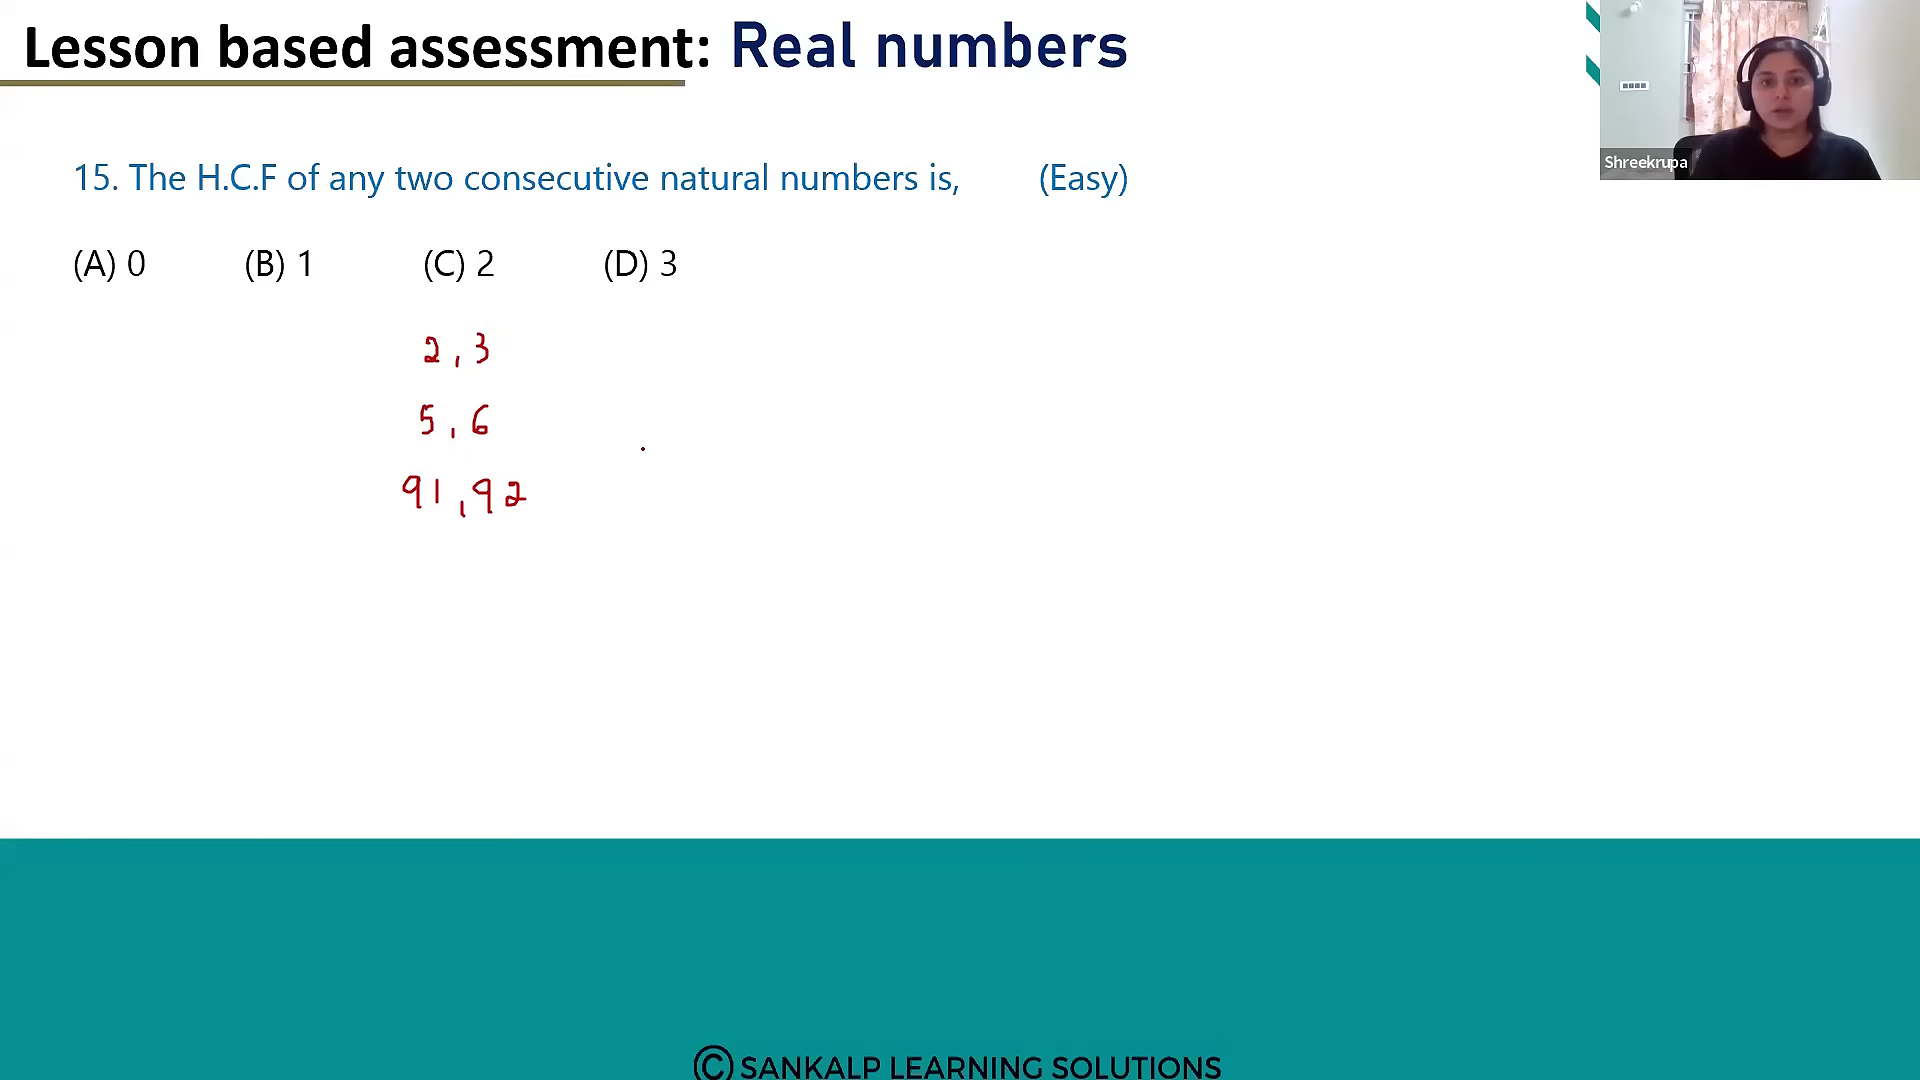 Lesson based assessment: Real numbers
Shreekrupa
15. The H.C.F of any two consecutive natural numbers is, (Easy)
(A) 0 (B) 1 (C) 2 (D) 3
2, 3
5, 6
91, 92
© SANKALP LEARNING SOLUTIONS